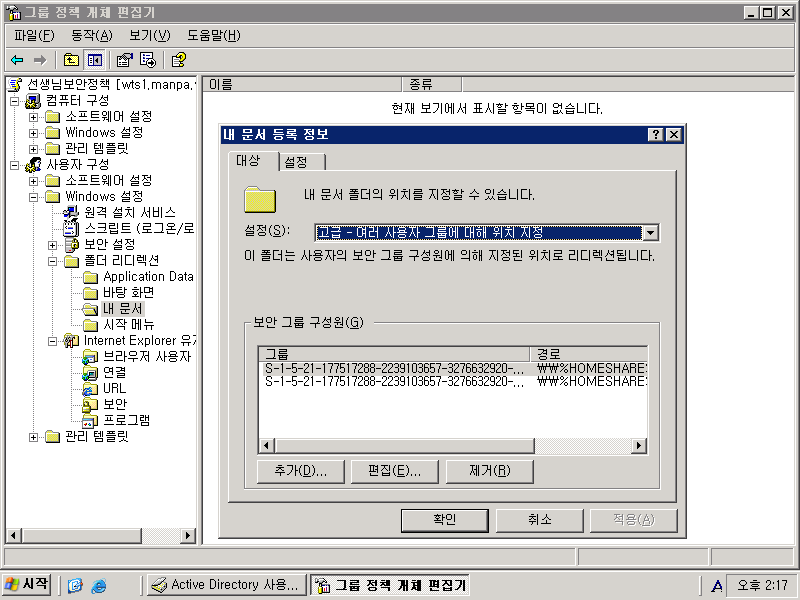 그룹 정책 개체 편집기
파일(F) 동작(A) 보기(V) 도움말(H)
선생님보안정책 [wts1.manpa.
컴퓨터 구성
소프트웨어 설정
Windows 설정
관리 템플릿
사용자 구성
소프트웨어 설정
Windows 설정
원격 설치 서비스
스크립트 (로그온/로
보안 설정
폴더 리디렉션
Application Data
바탕 화면
내 문서
시작 메뉴
Internet Explorer 유지
브라우저 사용자
연결
URL
보안
프로그램
관리 템플릿
이름 종류
현재 보기에서 표시할 항목이 없습니다.
내 문서 등록 정보
대상 설정
내 문서 폴더의 위치를 지정할 수 있습니다.
설정(S): 고급 - 여러 사용자 그룹에 대해 위치 지정
이 폴더는 사용자의 보안 그룹 구성원에 의해 지정된 위치로 리디렉션됩니다.
보안 그룹 구성원(G)
그룹 경로
S-1-5-21-177517288-2239103657-3276632920-... ₩₩%HOMESHARE
S-1-5-21-177517288-2239103657-3276632920-... ₩₩%HOMESHARE
추가(D)... 편집(E)... 제거(R)
확인 취소 적용(A)
시작 Active Directory 사용... 그룹 정책 개체 편집기 A 오후 2:17